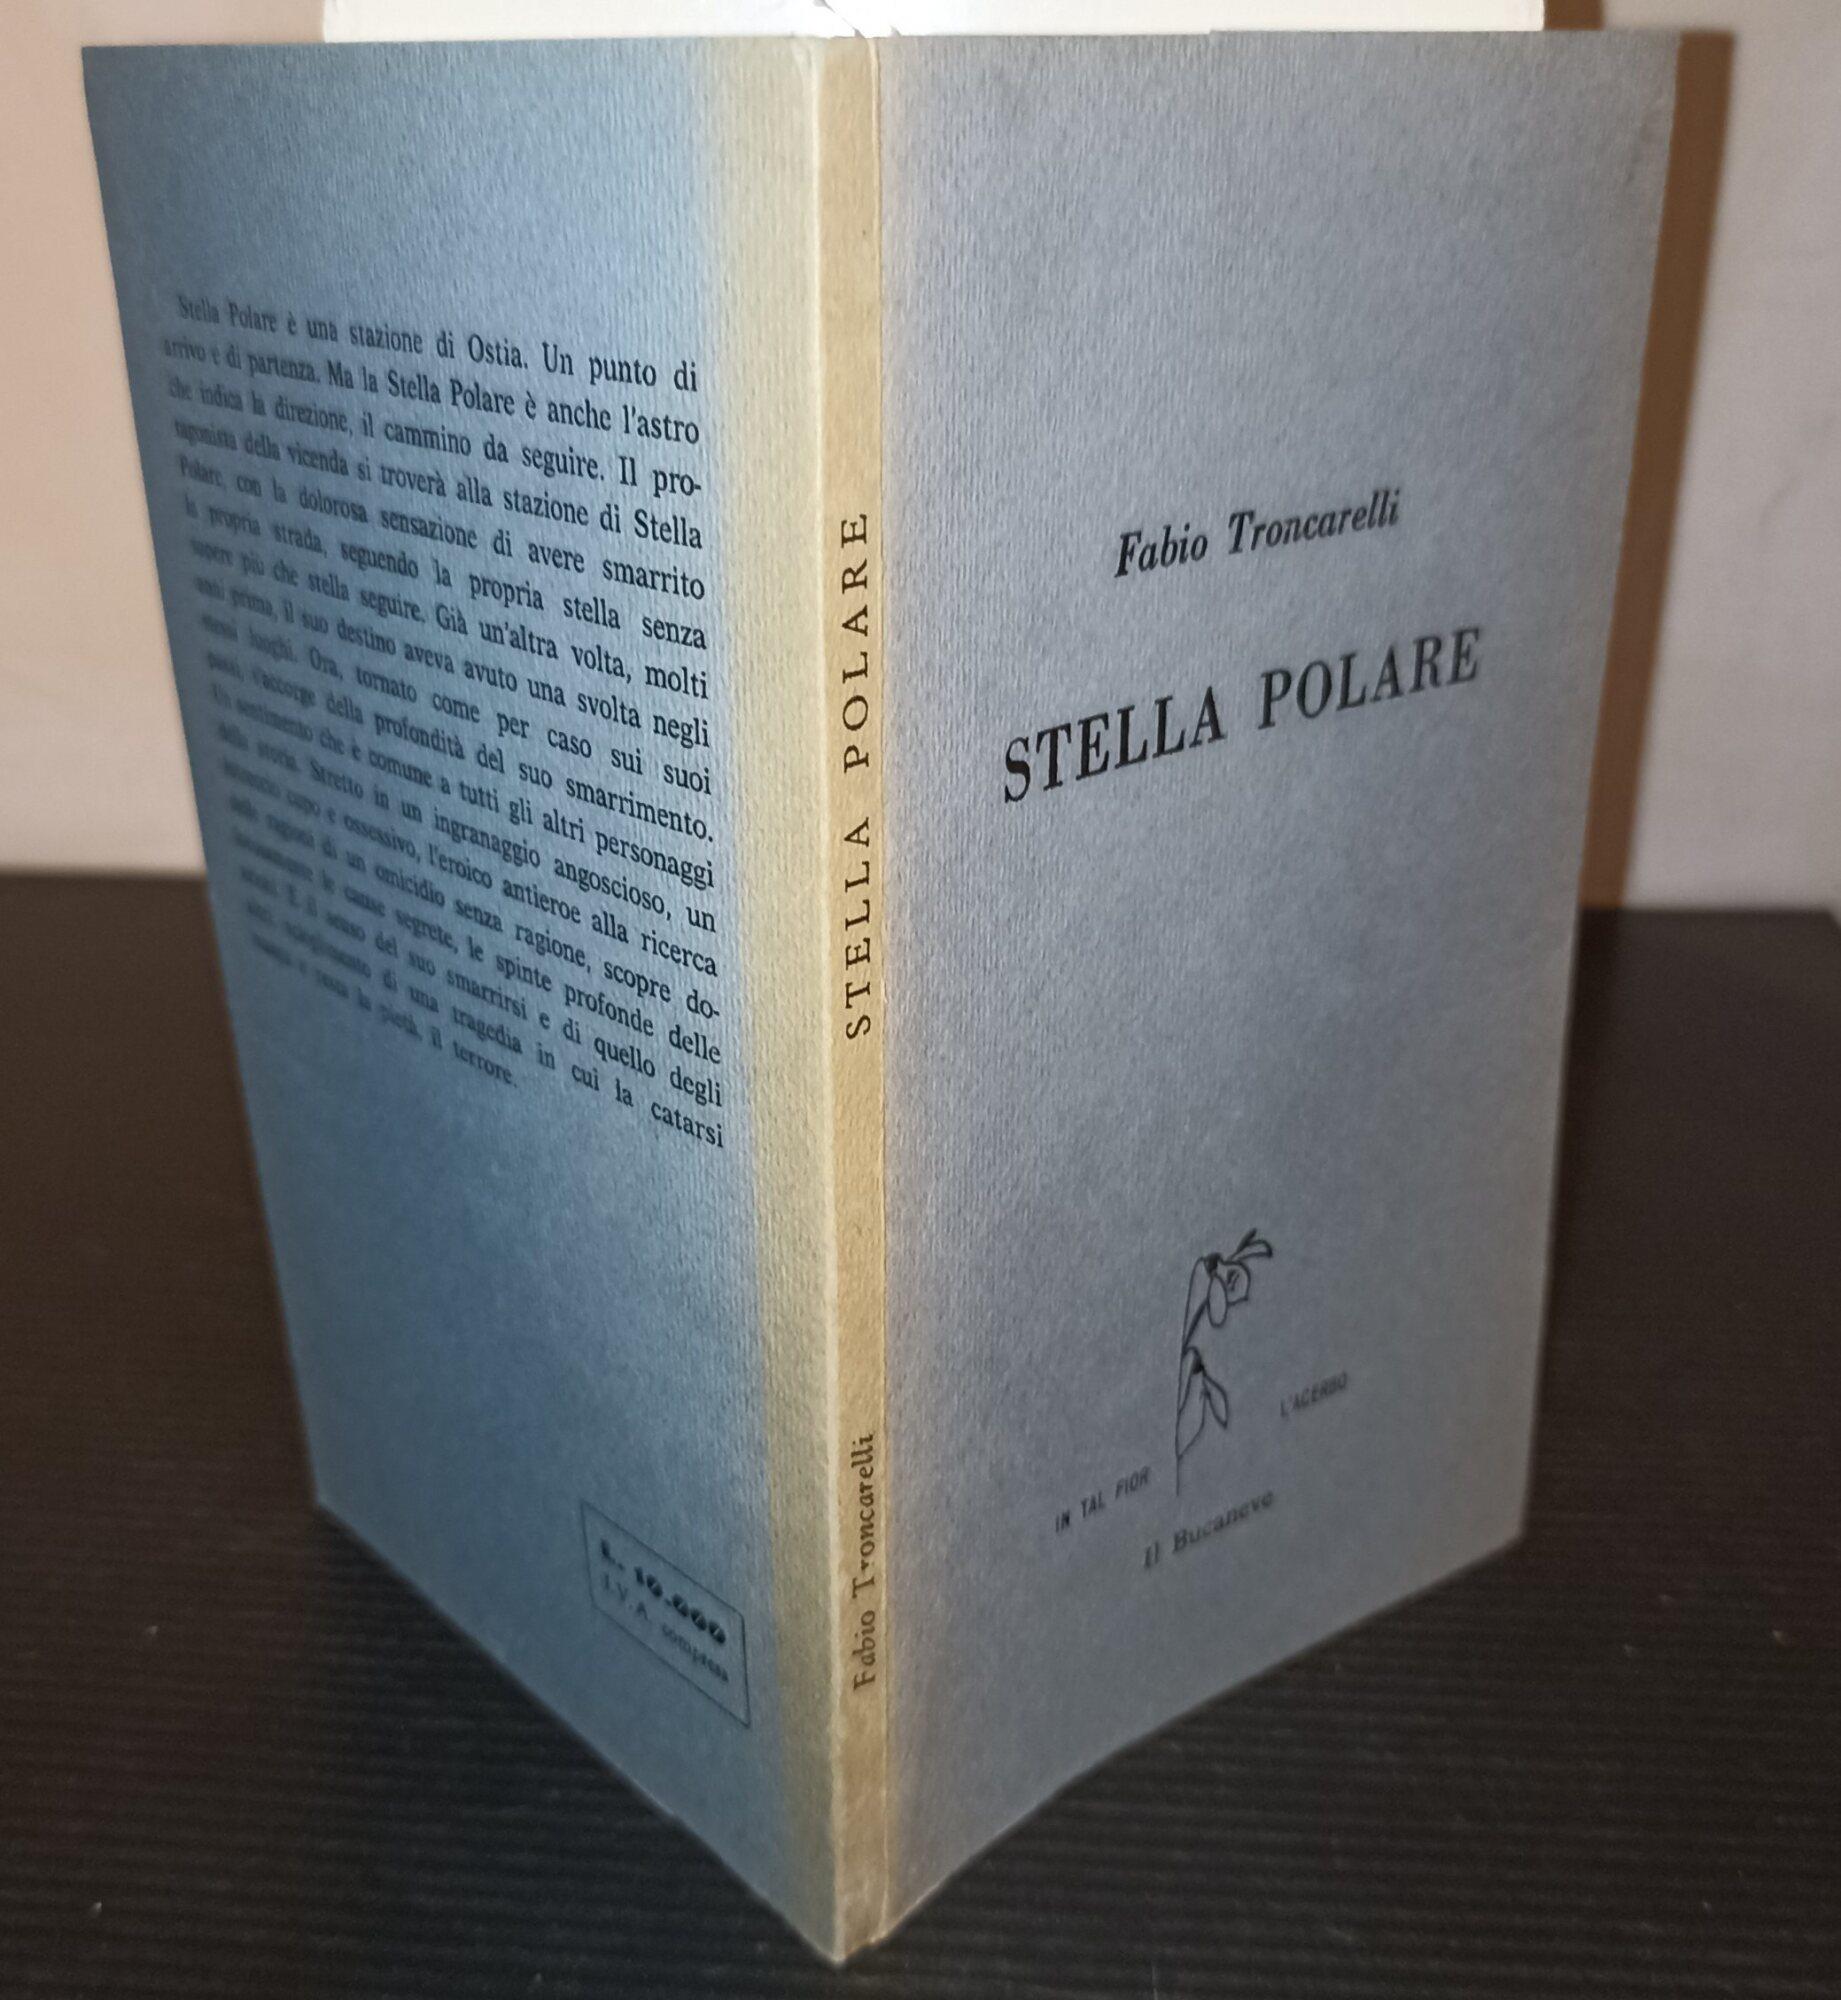 Stella Polare è una stazione di Ostia. Un punto di
arrivo e di partenza. Ma la Stella Polare è anche l'astro
che indica la direzione, il cammino da seguire. Il pro-
tagonista della vicenda si troverà alla stazione di Stella
Polare, con la dolorosa sensazione di avere smarrito
la propria strada, seguendo la propria stella senza
sapere più che stella seguire. Già un'altra volta, molti
anni prima, il suo destino aveva avuto una svolta negli
stessi luoghi. Ora, tornato come per caso sui suoi
passi, s'accorge della profondità del suo smarrimento.
Un sentimento che è comune a tutti gli altri personaggi
della storia. Stretto in un ingranaggio angoscioso, un
cupo e ossessivo, l'eroico antieroe alla ricerca
delle ragioni di un omicidio senza ragione, scopre do-
le cause segrete, le spinte profonde delle
E il senso del suo smarrirsi e di quello degli
di una tragedia in cui la catarsi
e resta la pietà, il terrore.
L. 10.000
I.V.A. compresa
STELLA POLARE
Fabio Troncarelli
Fabio Troncarelli
STELLA POLARE
IN TAL FIOR
L'ACERBO
Il Bucaneve